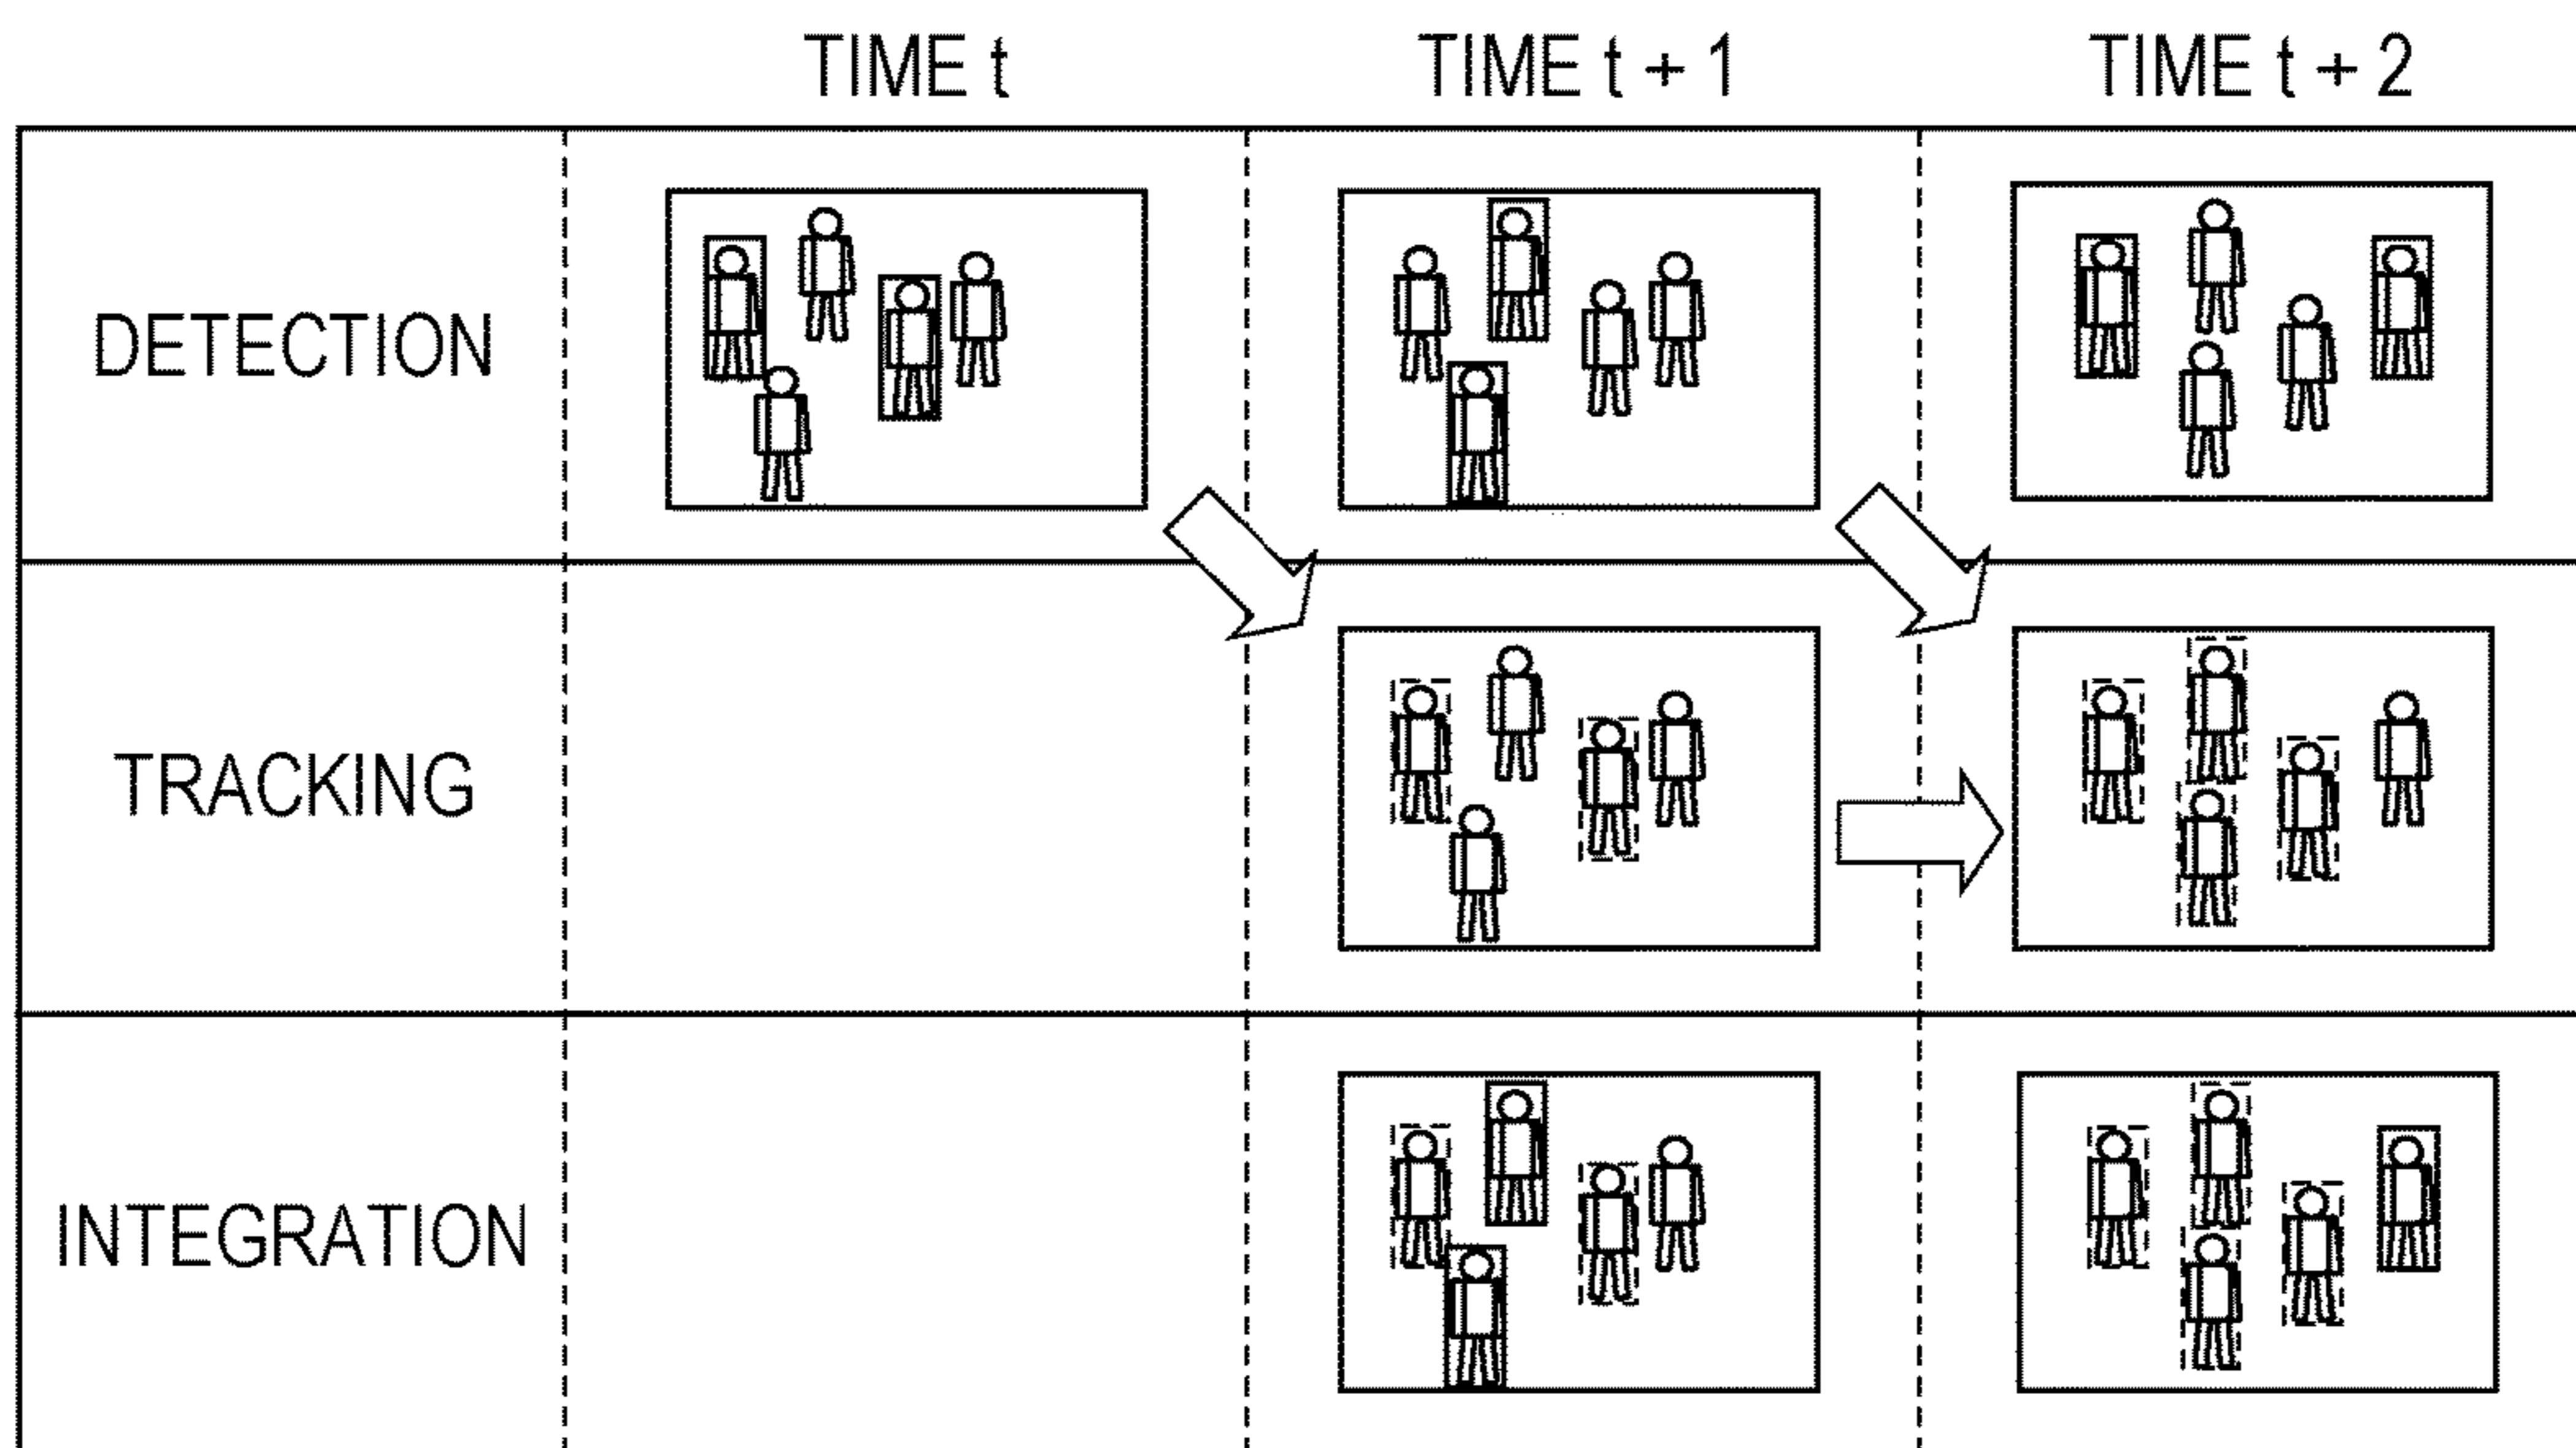 TIME t
TIME t + 1
TIME t + 2
DETECTION
TRACKING
INTEGRATION